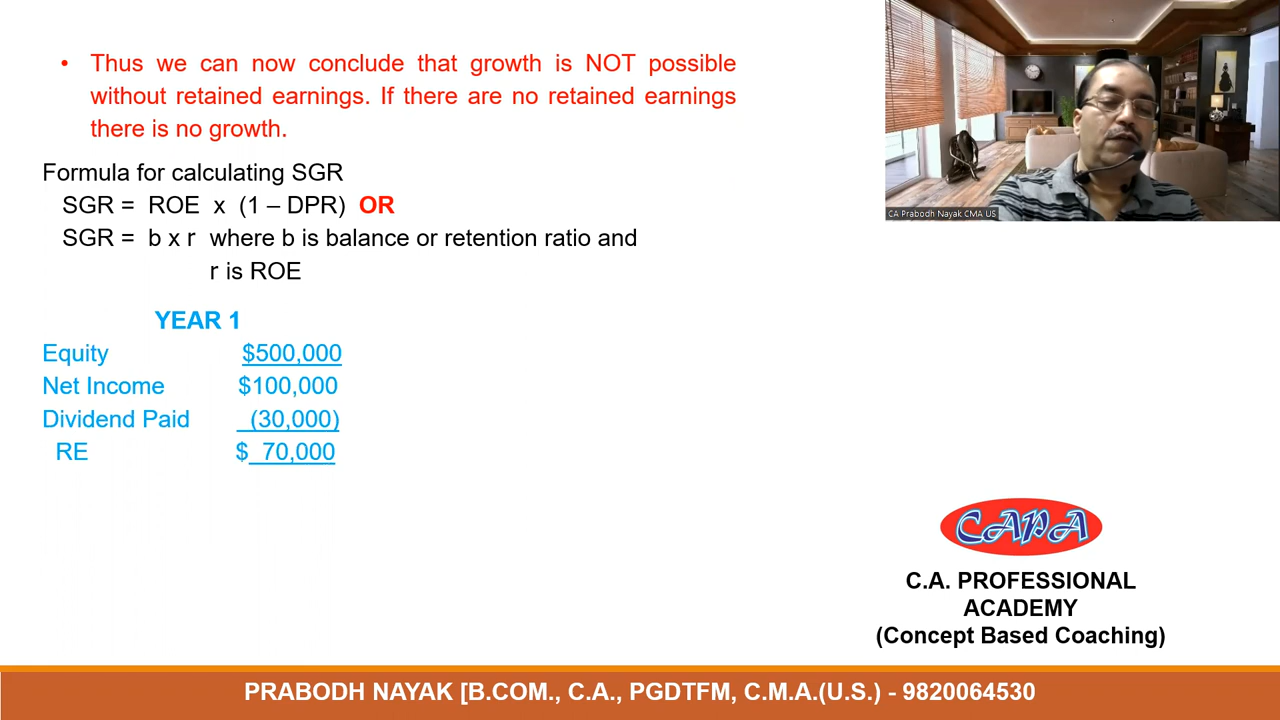 • Thus we can now conclude that growth is NOT possible
without retained earnings. If there are no retained earnings
there is no growth.
Formula for calculating SGR
SGR = ROE x (1 – DPR) OR
SGR = b x r where b is balance or retention ratio and
r is ROE
YEAR 1
Equity $500,000
Net Income $100,000
Dividend Paid (30,000)
RE $ 70,000
CA Prabodh Nayak CMA US
CAPA
C.A. PROFESSIONAL
ACADEMY
(Concept Based Coaching)
PRABODH NAYAK [B.COM., C.A., PGDTFM, C.M.A.(U.S.) - 9820064530